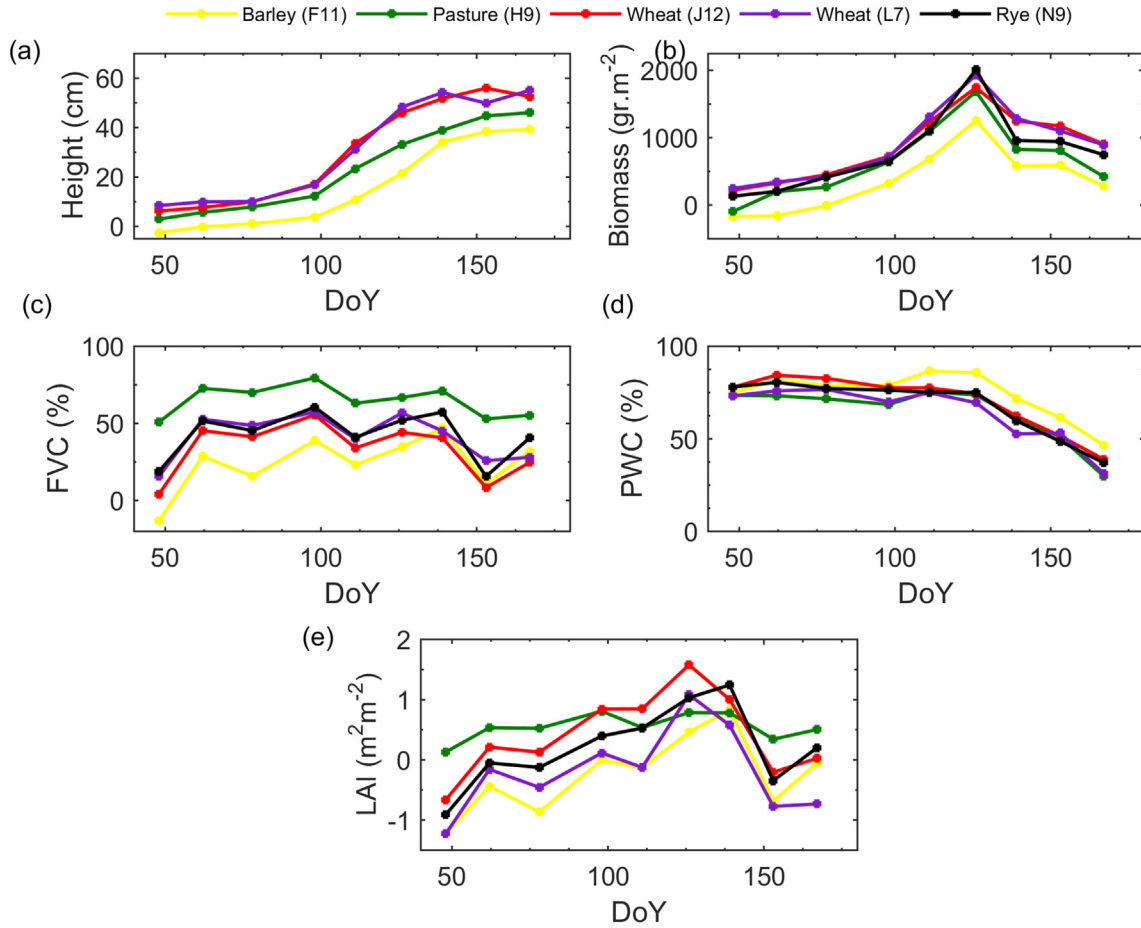 Barley (F11) Pasture (H9) Wheat (J12) Wheat (L7) Rye (N9)
(a)
Height (cm)
60
40
20
0
50 100 150
DoY
(b)
Biomass (gr.m-2)
2000
1000
0
50 100 150
DoY
(c)
FVC (%)
100
50
0
50 100 150
DoY
(d)
PWC (%)
100
50
0
50 100 150
DoY
(e)
LAI (m2m-2)
2
1
0
-1
50 100 150
DoY